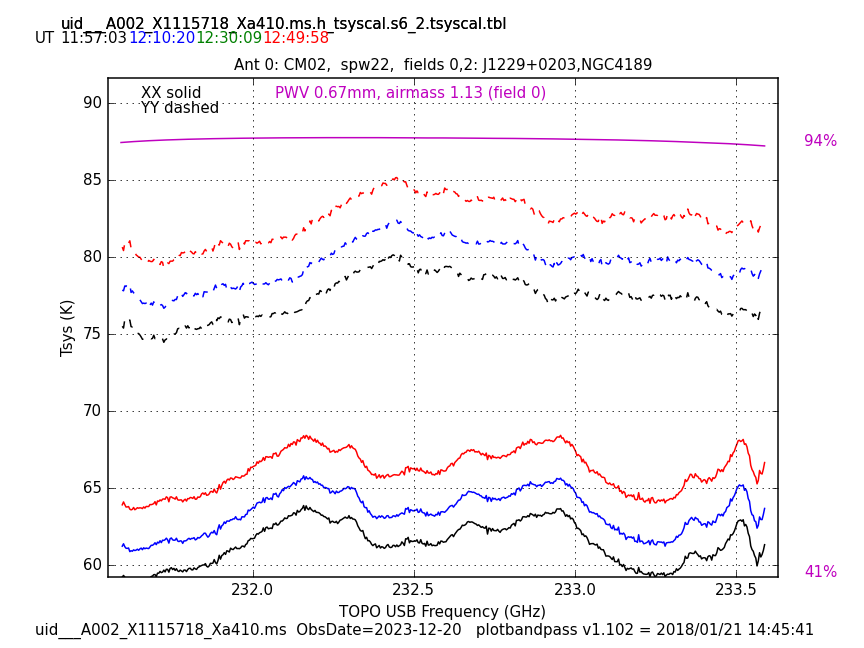 uid___A002_X1115718_Xa410.ms.h_tsyscal.s6_2.tsyscal.tbl
UT 11:57:03 12:10:20 12:30:09 12:49:58
Ant 0: CM02, spw22, fields 0,2: J1229+0203,NGC4189
XX solid
YY dashed
PWV 0.67mm, airmass 1.13 (field 0)
90
85
80
75
70
65
60
94%
41%
Tsys (K)
232.0 232.5 233.0 233.5
TOPO USB Frequency (GHz)
uid___A002_X1115718_Xa410.ms ObsDate=2023-12-20 plotbandpass v1.102 = 2018/01/21 14:45:41